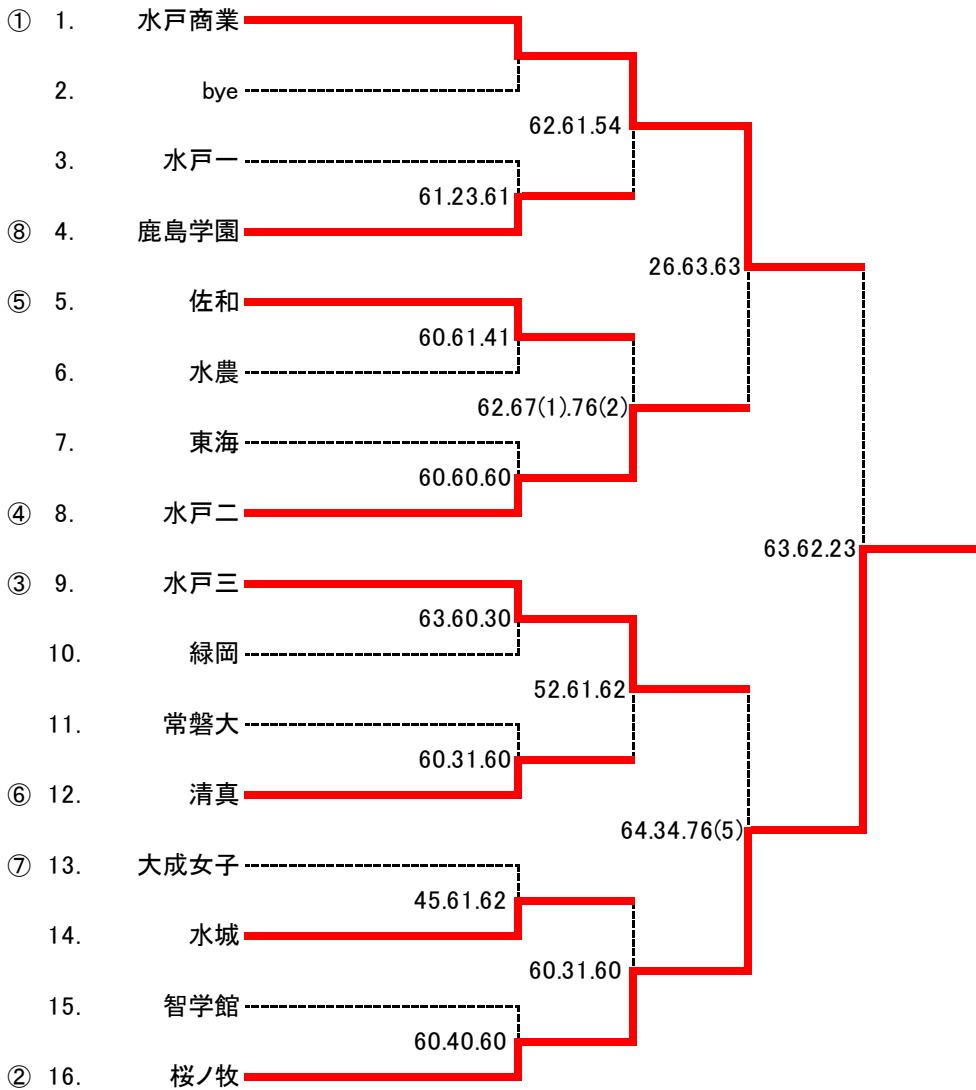 ① 1. 水戸商業
2. bye
62.61.54
3. 水戸一
61.23.61
⑧ 4. 鹿島学園
26.63.63
⑤ 5. 佐和
60.61.41
6. 水農
62.67(1).76(2)
7. 東海
60.60.60
④ 8. 水戸二
63.62.23
③ 9. 水戸三
63.60.30
10. 緑岡
52.61.62
11. 常磐大
60.31.60
⑥ 12. 清真
64.34.76(5)
⑦ 13. 大成女子
45.61.62
14. 水城
60.31.60
15. 智学館
60.40.60
② 16. 桜ノ牧